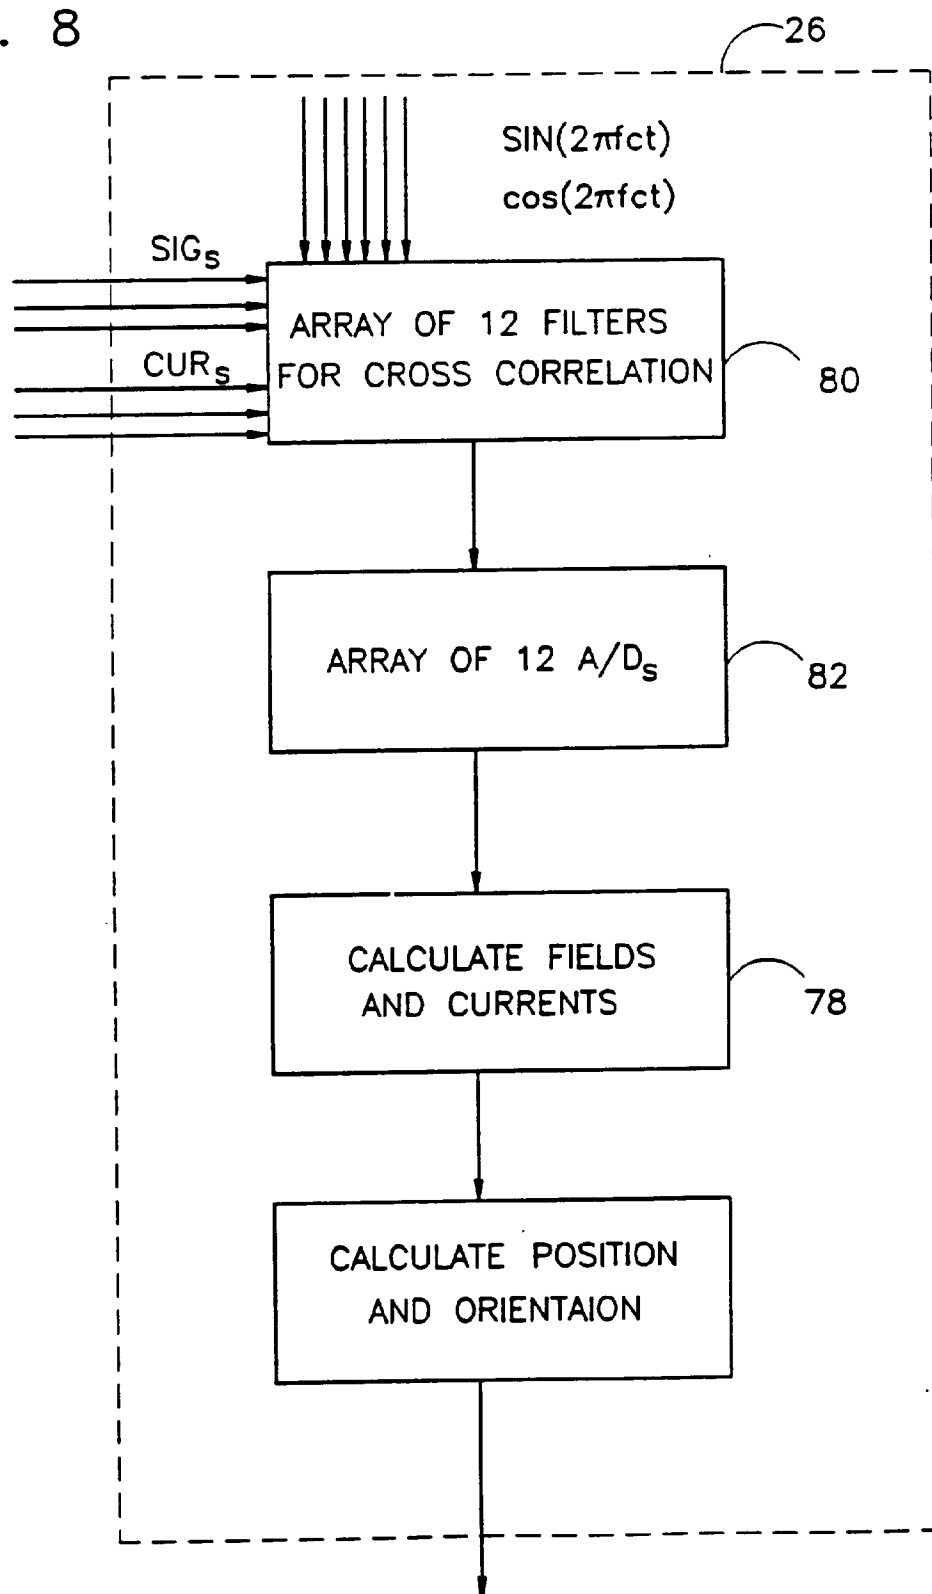 . 8
26
SIN(2πfct)
cos(2πfct)
SIGs
CURs
ARRAY OF 12 FILTERS
FOR CROSS CORRELATION
80
ARRAY OF 12 A/Ds
82
CALCULATE FIELDS
AND CURRENTS
78
CALCULATE POSITION
AND ORIENTAION